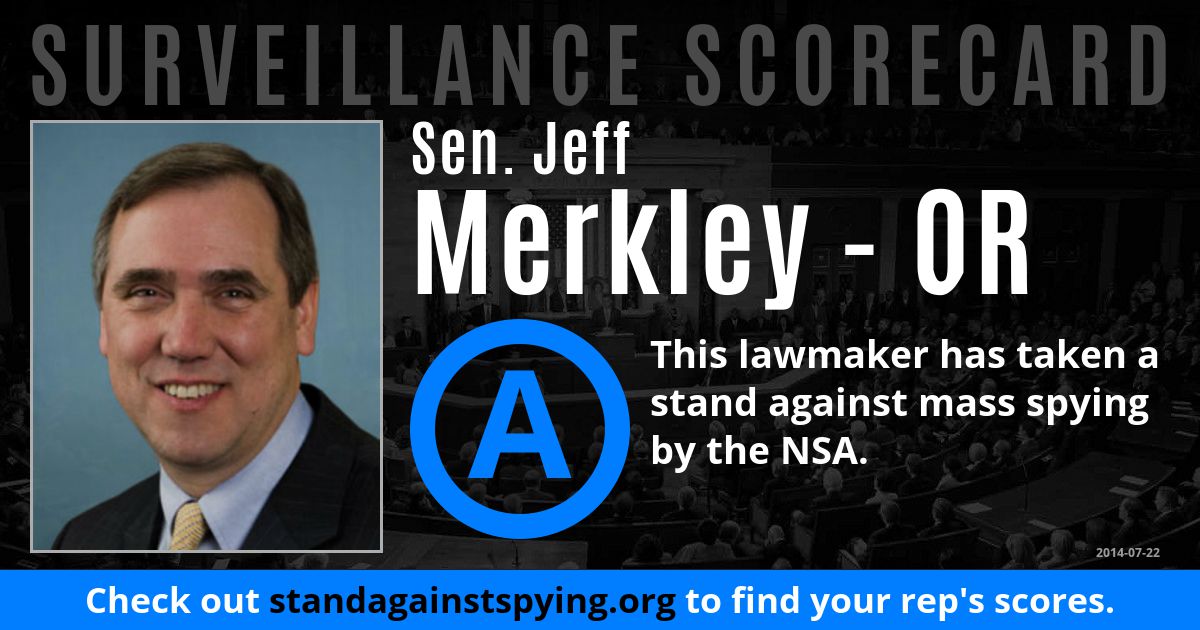 SURVEILLANCE SCORECARD
Sen. Jeff
Merkley - OR
A
This lawmaker has taken a
stand against mass spying
by the NSA.
2014-07-22
Check out standagainstspying.org to find your rep's scores.